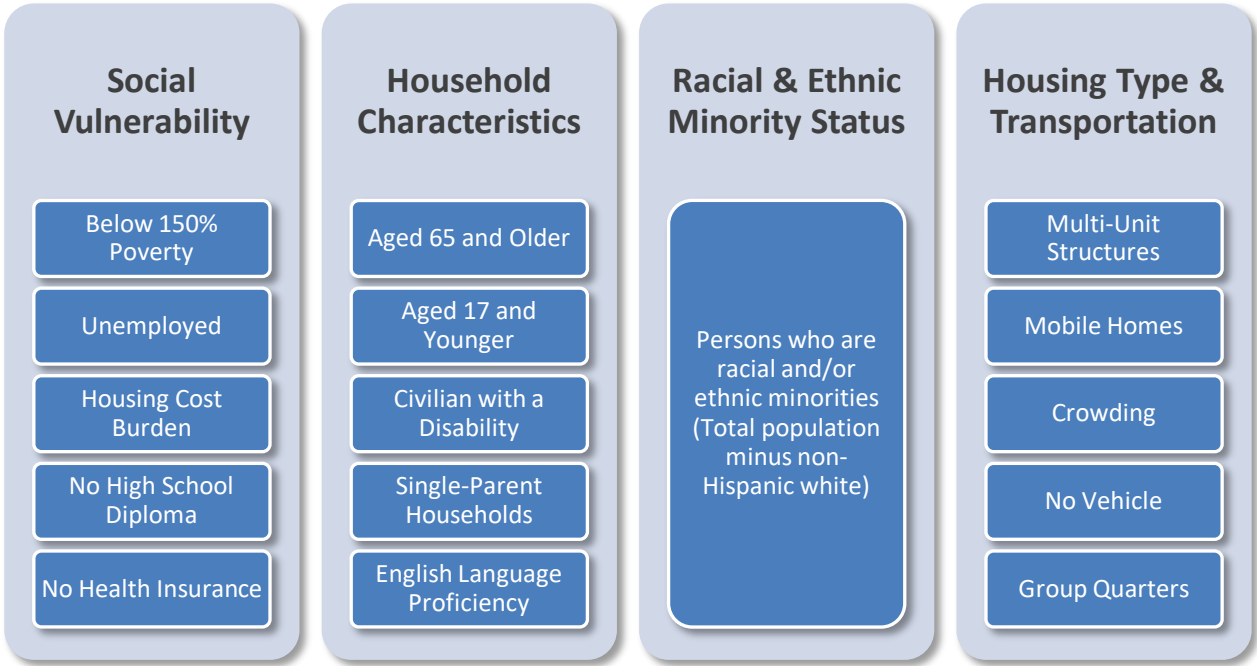 Social
Vulnerability
Below 150%
Poverty
Unemployed
Housing Cost
Burden
No High School
Diploma
No Health Insurance
Household
Characteristics
Aged 65 and Older
Aged 17 and
Younger
Civilian with a
Disability
Single-Parent
Households
English Language
Proficiency
Racial & Ethnic
Minority Status
Persons who are
racial and/or
ethnic minorities
(Total population
minus non-
Hispanic white)
Housing Type &
Transportation
Multi-Unit
Structures
Mobile Homes
Crowding
No Vehicle
Group Quarters